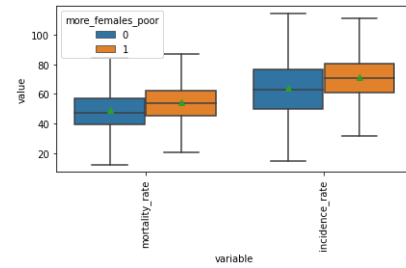 more_females_poor
0
1
100
80
60
40
20
value
mortality_rate
incidence_rate
variable